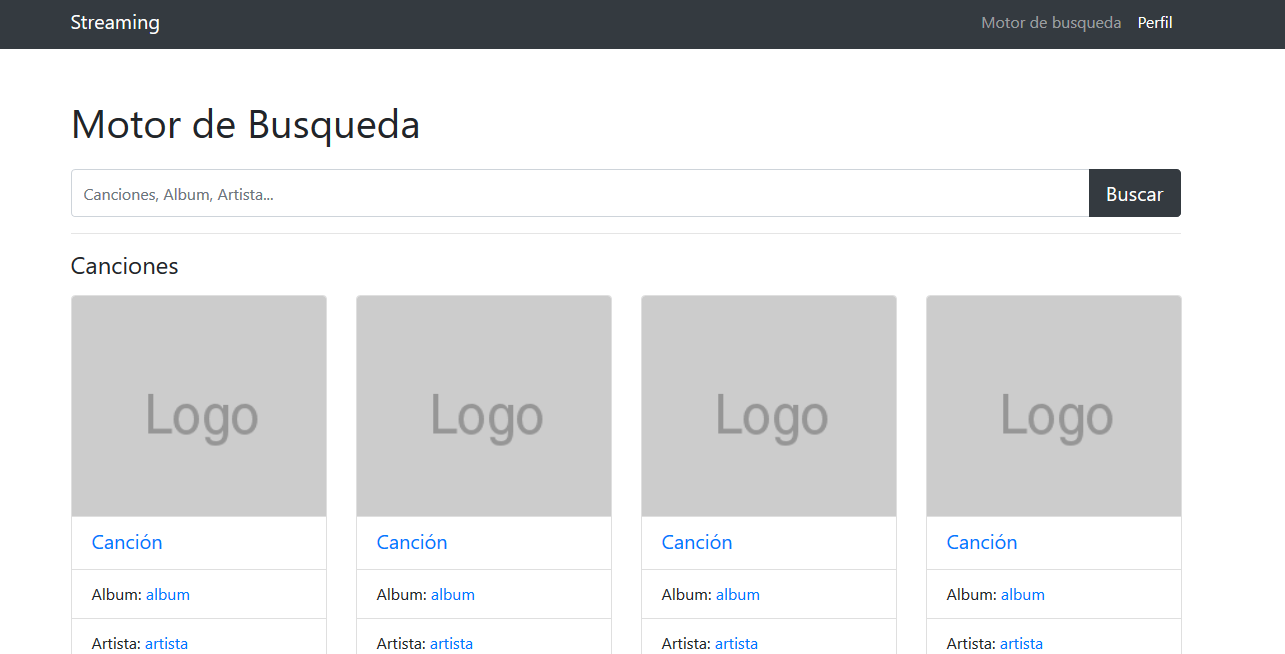 Streaming Motor de busqueda Perfil
Motor de Busqueda
Canciones, Album, Artista... Buscar
Canciones
Logo Logo Logo Logo
Canción Canción Canción Canción
Album: album Album: album Album: album Album: album
Artista: artista Artista: artista Artista: artista Artista: artista